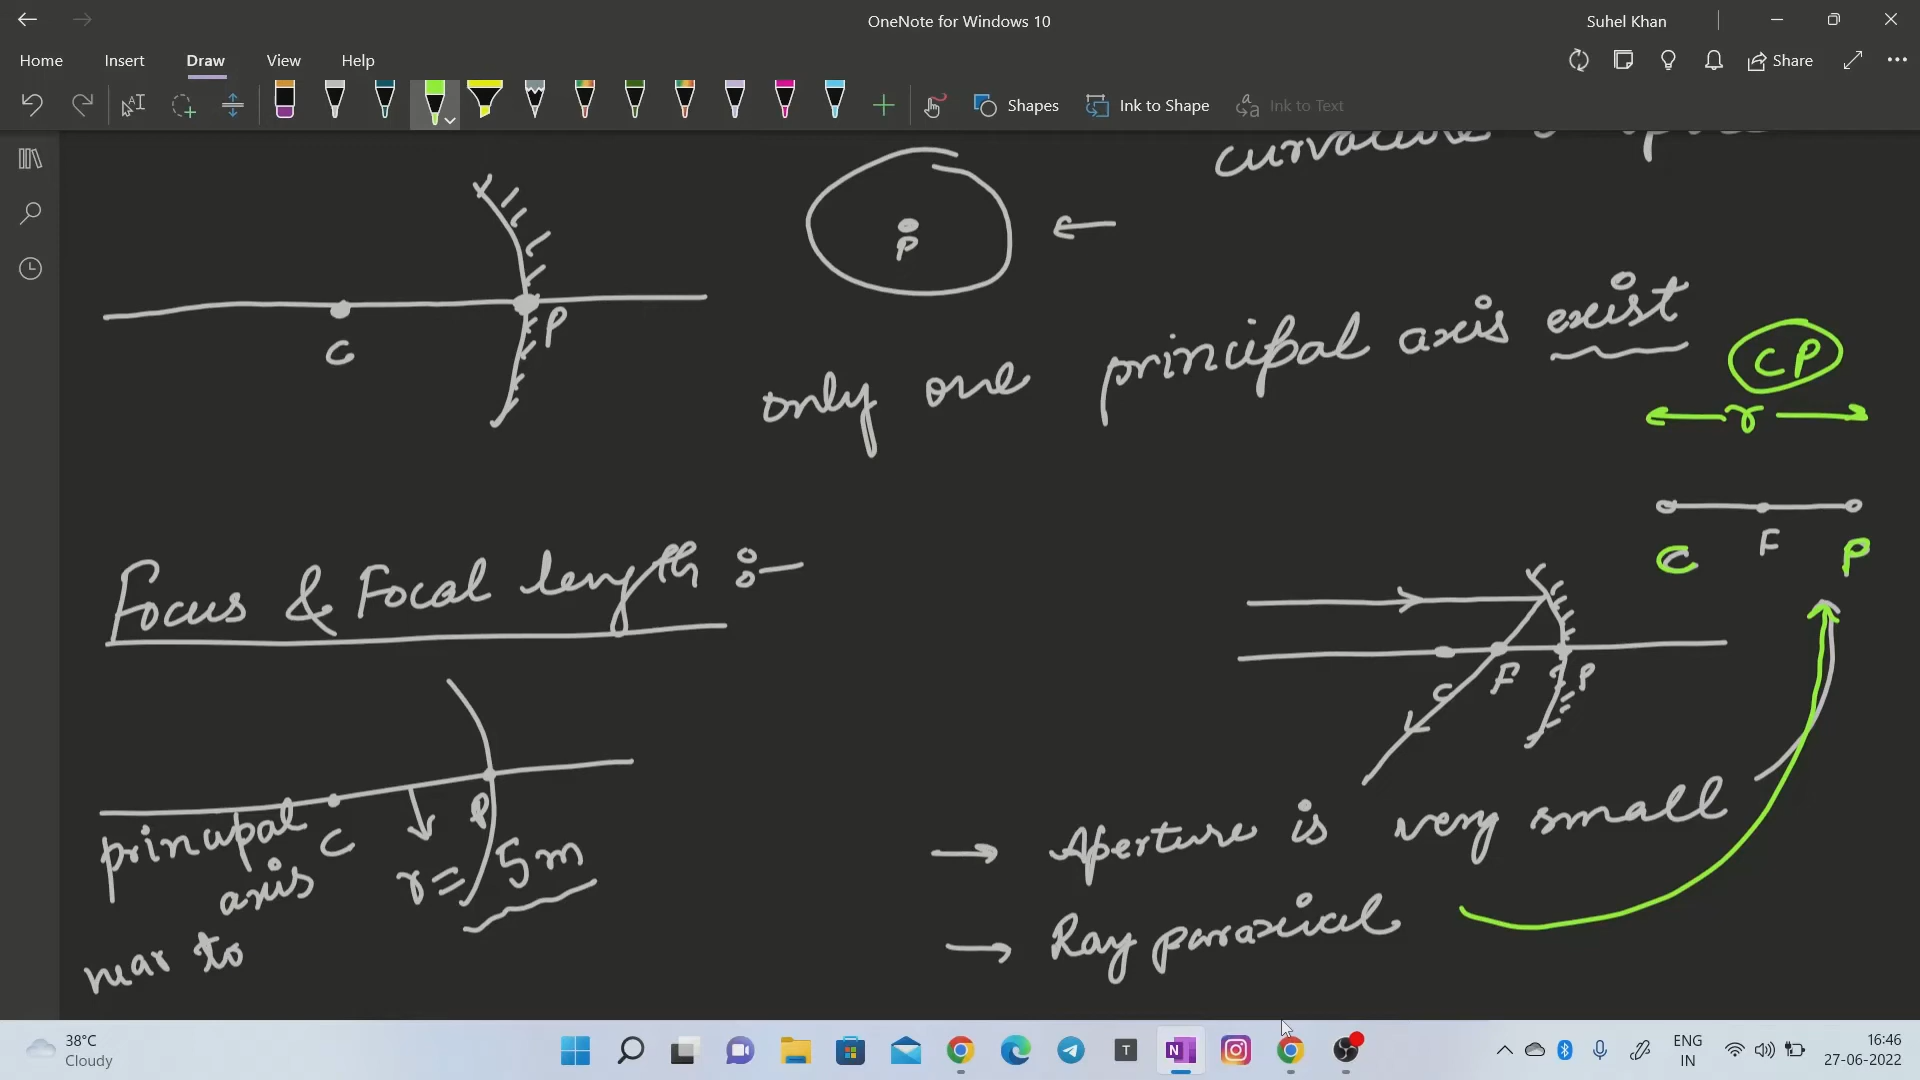 OneNote for Windows 10
Suhel Khan
Home Insert Draw View Help
Share
Shapes Ink to Shape Ink to Text
curvature
C P
P
only one principal axis exist
CP
r
C F P
Focus & Focal length :-
C F P
principal axis C r = 5m P
near to
→ Aperture is very small
→ Ray paraxial
38°C
Cloudy
T
N
ENG
IN
16:46
27-06-2022